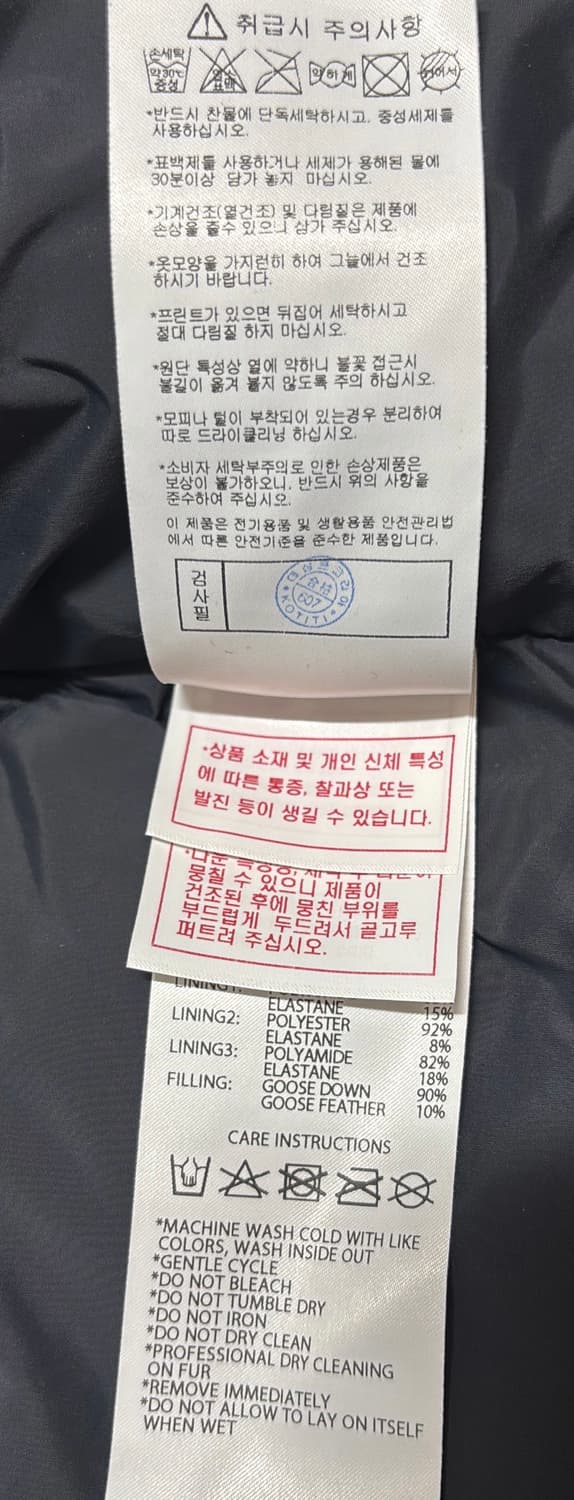 취급시 주의사항
손세탁
약30℃
중성
염소
표백
약하게
*반드시 찬물에 단독세탁하시고, 중성세제를
사용하십시오.
*표백제를 사용하거나 세제가 용해된 물에
30분이상 담가 놓지 마십시오.
*기계건조(열건조) 및 다림질은 제품에
손상을 줄수 있으니 삼가 주십시오.
*옷모양을 가지런히 하여 그늘에서 건조
하시기 바랍니다.
*프린트가 있으면 뒤집어 세탁하시고
절대 다림질 하지 마십시오.
*원단 특성상 열에 약하니 불꽃 접근시
불길이 옮겨 붙지 않도록 주의 하십시오.
*모피나 털이 부착되어 있는경우 분리하여
따로 드라이클리닝 하십시오.
*소비자 세탁부주의로 인한 손상제품은
보상이 불가하오니, 반드시 위의 사항을
준수하여 주십시오.
이 제품은 전기용품 및 생활용품 안전관리법
에서 따른 안전기준을 준수한 제품입니다.
검사필
合格
607
KOTITI
*상품 소재 및 개인 신체 특성
에 따른 통증, 찰과상 또는
발진 등이 생길 수 있습니다.
뭉칠 수 있으니 제품이
건조된 후에 뭉친 부위를
부드럽게 두드려서 골고루
펴트려 주십시오.
LINING1:
ELASTANE 15%
LINING2: POLYESTER 92%
ELASTANE 8%
LINING3: POLYAMIDE 82%
ELASTANE 18%
FILLING: GOOSE DOWN 90%
GOOSE FEATHER 10%
CARE INSTRUCTIONS
*MACHINE WASH COLD WITH LIKE
COLORS, WASH INSIDE OUT
*GENTLE CYCLE
*DO NOT BLEACH
*DO NOT TUMBLE DRY
*DO NOT IRON
*DO NOT DRY CLEAN
*PROFESSIONAL DRY CLEANING
ON FUR
*REMOVE IMMEDIATELY
*DO NOT ALLOW TO LAY ON ITSELF
WHEN WET